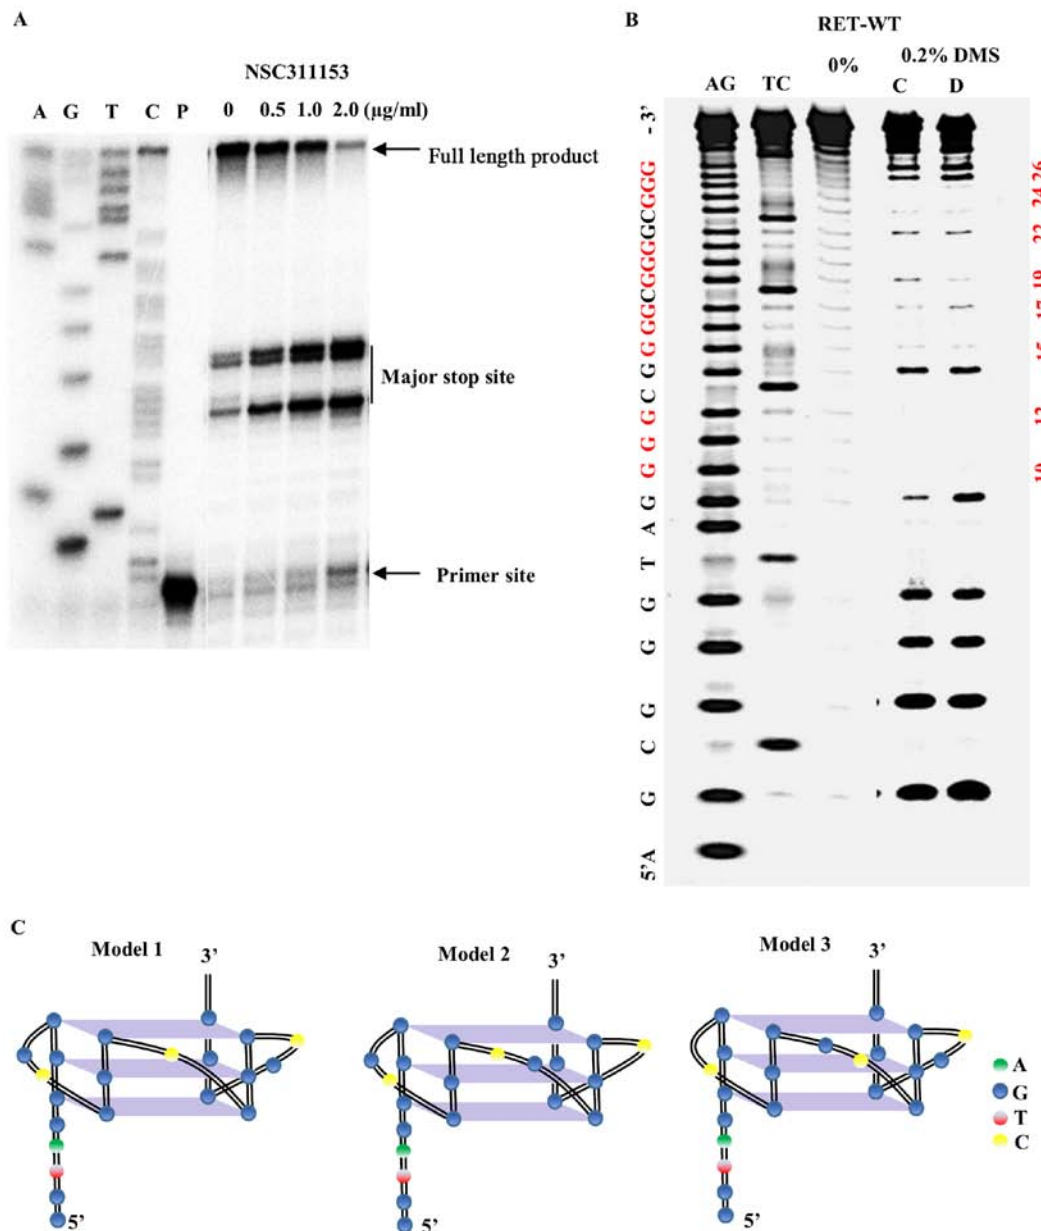 A
NSC311153
A G T C P 0 0.5 1.0 2.0 (μg/ml)
Full length product
Major stop site
Primer site
B
RET-WT
0% 0.2% DMS
AG TC C D
5'A G C G G G T A G G G G C G G GGCGGGGCGGG -3'
10 12 15 17 19 22 24 26
C
Model 1
3’
5’
Model 2
3’
5’
Model 3
3’
5’
A
G
T
C